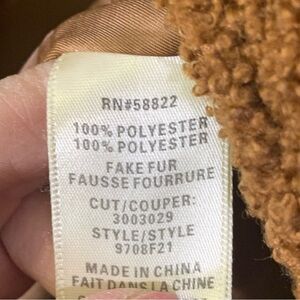 RN#58822
100% POLYESTER
100% POLYESTER
FAKE FUR
FAUSSE FOURRURE
CUT/COUPER:
3003029
STYLE/STYLE
9708F21
MADE IN CHINA
FAIT DANS LA CHINE